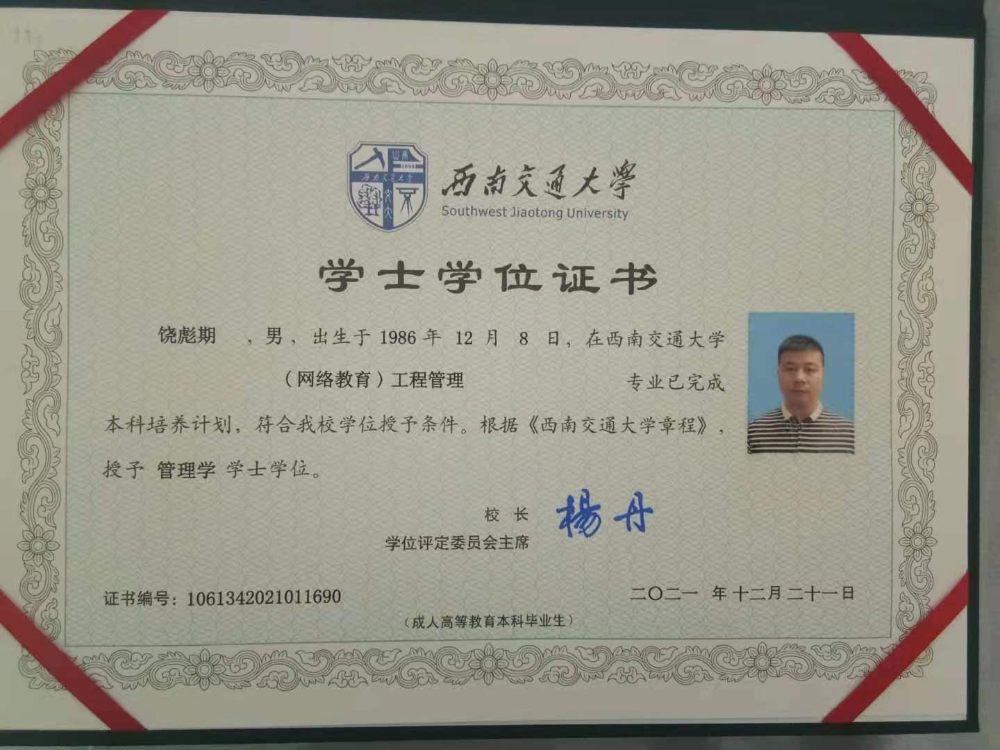 西南交通大学
Southwest Jiaotong University
学士学位证书
饶彪期 ，男，出生于 1986 年 12 月 8 日，在西南交通大学
（网络教育）工程管理 专业已完成
本科培养计划，符合我校学位授予条件。根据《西南交通大学章程》，
授予 管理学 学士学位。
校 长 楊丹
学位评定委员会主席
证书编号：1061342021011690
二〇二一 年 十二月 二十一日
（成人高等教育本科毕业生）